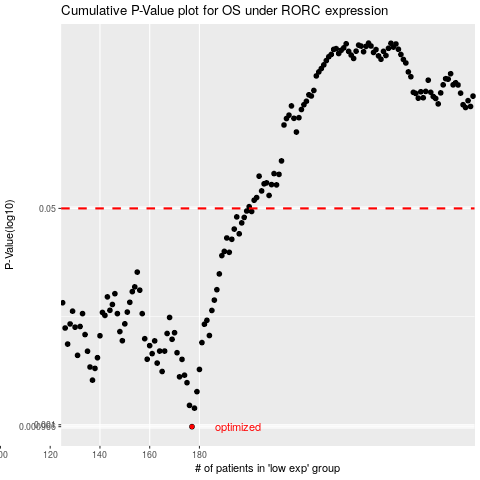 Cumulative P-Value plot for OS under RORC expression
P-Value(log10)
0.05
optimized
00 120 140 160 180
# of patients in 'low exp' group